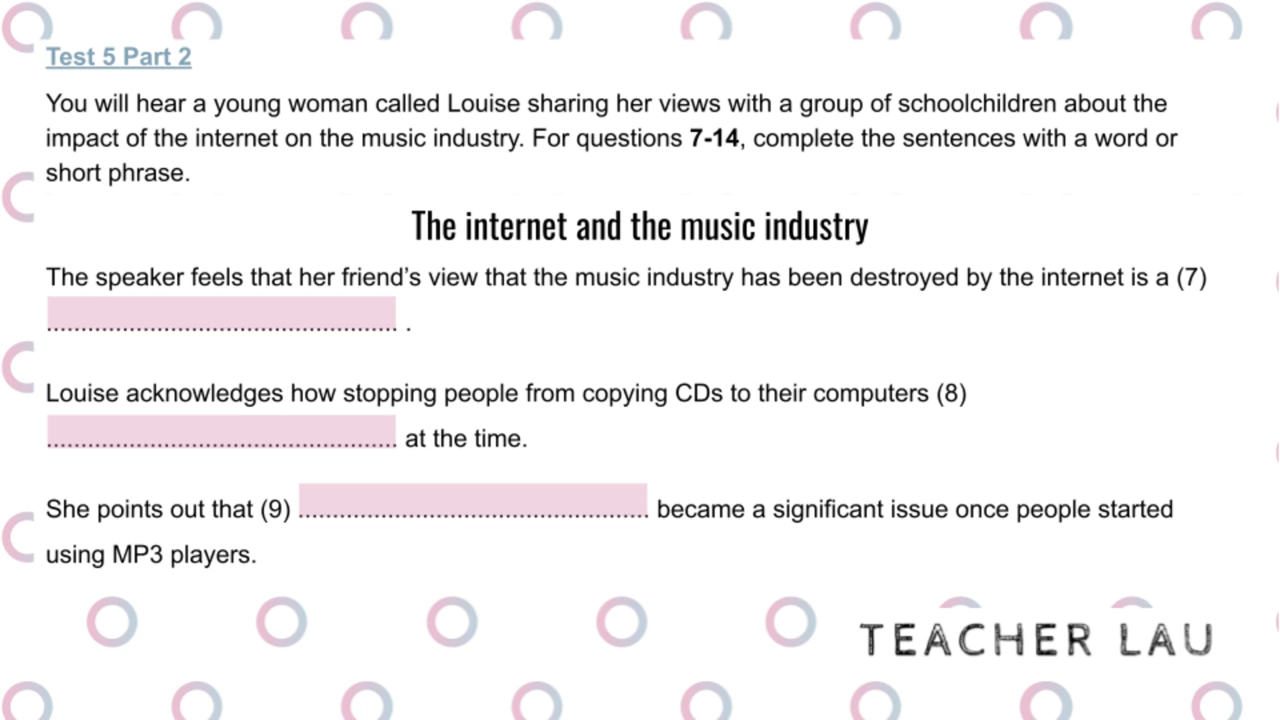 Test 5 Part 2
You will hear a young woman called Louise sharing her views with a group of schoolchildren about the
impact of the internet on the music industry. For questions 7-14, complete the sentences with a word or
short phrase.
The internet and the music industry
The speaker feels that her friend’s view that the music industry has been destroyed by the internet is a (7)
.................................................... .
Louise acknowledges how stopping people from copying CDs to their computers (8)
.................................................... at the time.
She points out that (9) .................................................... became a significant issue once people started
using MP3 players.
TEACHER LAU